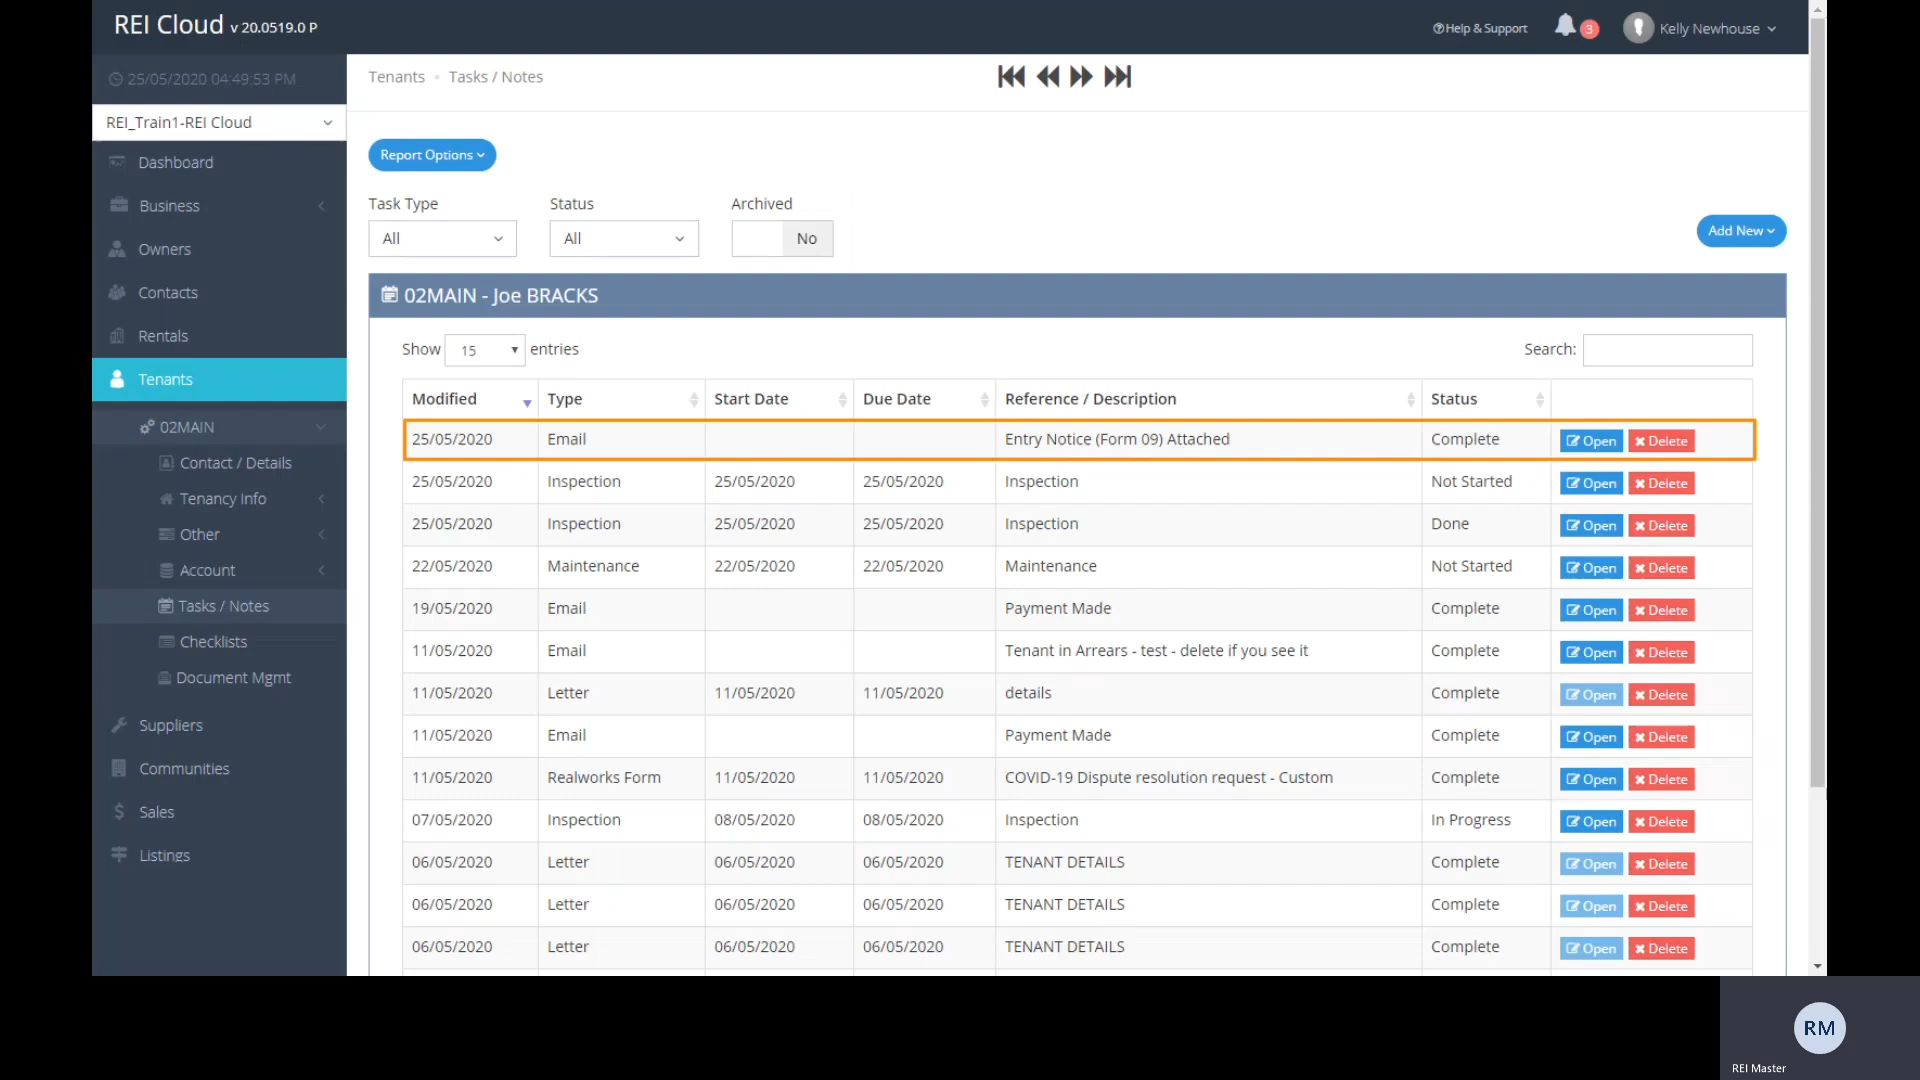 REI Cloud v 20.0519.0 P
Help & Support
3
Kelly Newhouse
25/05/2020 04:49:53 PM
REI_Train1-REI Cloud
Dashboard
Business
Owners
Contacts
Rentals
Tenants
02MAIN
Contact / Details
Tenancy Info
Other
Account
Tasks / Notes
Checklists
Document Mgmt
Suppliers
Communities
Sales
Listings
Tenants • Tasks / Notes
Report Options
Task Type
All
Status
All
Archived
No
Add New
02MAIN - Joe BRACKS
Show 15 entries
Search:
Modified Type Start Date Due Date Reference / Description Status
25/05/2020 Email Entry Notice (Form 09) Attached Complete Open Delete
25/05/2020 Inspection 25/05/2020 25/05/2020 Inspection Not Started Open Delete
25/05/2020 Inspection 25/05/2020 25/05/2020 Inspection Done Open Delete
22/05/2020 Maintenance 22/05/2020 22/05/2020 Maintenance Not Started Open Delete
19/05/2020 Email Payment Made Complete Open Delete
11/05/2020 Email Tenant in Arrears - test - delete if you see it Complete Open Delete
11/05/2020 Letter 11/05/2020 11/05/2020 details Complete Open Delete
11/05/2020 Email Payment Made Complete Open Delete
11/05/2020 Realworks Form 11/05/2020 11/05/2020 COVID-19 Dispute resolution request - Custom Complete Open Delete
07/05/2020 Inspection 08/05/2020 08/05/2020 Inspection In Progress Open Delete
06/05/2020 Letter 06/05/2020 06/05/2020 TENANT DETAILS Complete Open Delete
06/05/2020 Letter 06/05/2020 06/05/2020 TENANT DETAILS Complete Open Delete
06/05/2020 Letter 06/05/2020 06/05/2020 TENANT DETAILS Complete Open Delete
RM
REI Master